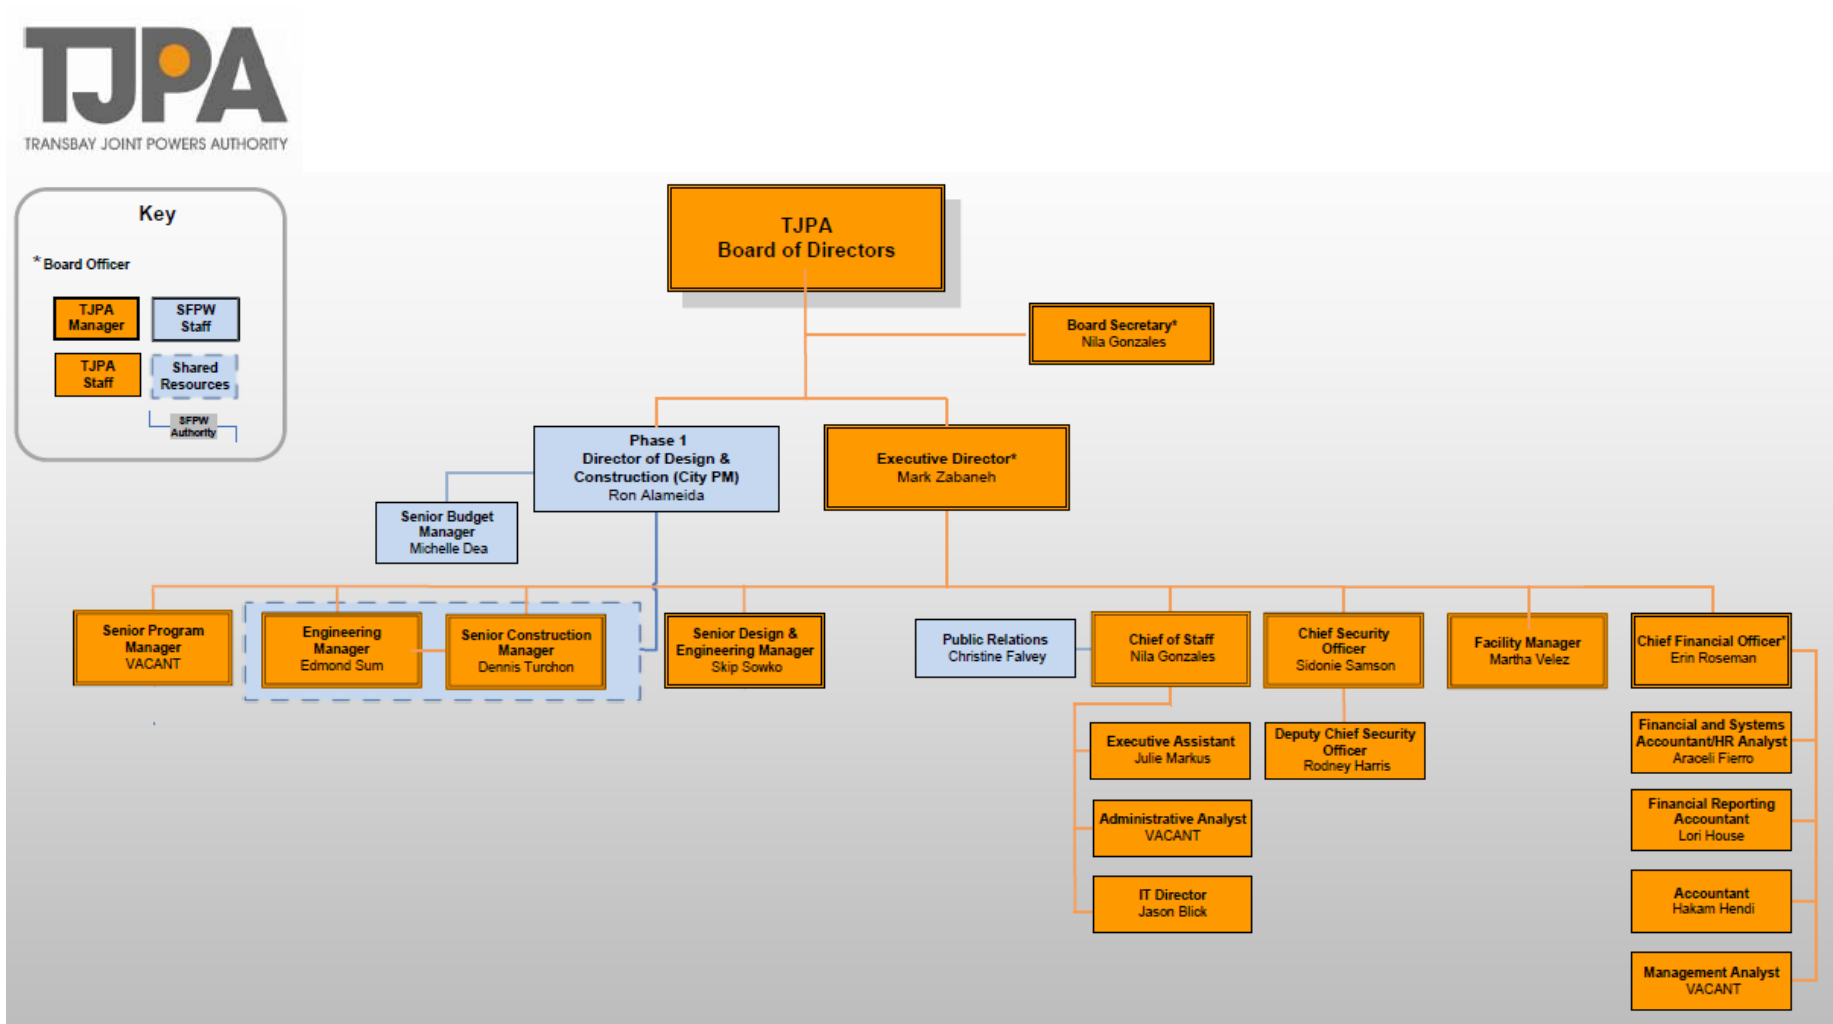 TJPA
TRANSBAY JOINT POWERS AUTHORITY
Key
* Board Officer
TJPA
Manager
SFPW
Staff
TJPA
Staff
Shared
Resources
SFPW
Authority
TJPA
Board of Directors
Board Secretary*
Nila Gonzales
Phase 1
Director of Design &
Construction (City PM)
Ron Alameida
Executive Director*
Mark Zabaneh
Senior Budget
Manager
Michelle Dea
Senior Program
Manager
VACANT
Engineering
Manager
Edmond Sum
Senior Construction
Manager
Dennis Turchon
Senior Design &
Engineering Manager
Skip Sowko
Public Relations
Christine Falvey
Chief of Staff
Nila Gonzales
Chief Security
Officer
Sidonie Samson
Facility Manager
Martha Velez
Chief Financial Officer*
Erin Roseman
Executive Assistant
Julie Markus
Administrative Analyst
VACANT
IT Director
Jason Blick
Deputy Chief Security
Officer
Rodney Harris
Financial and Systems
Accountant/HR Analyst
Araceli Fierro
Financial Reporting
Accountant
Lori House
Accountant
Hakam Hendi
Management Analyst
VACANT